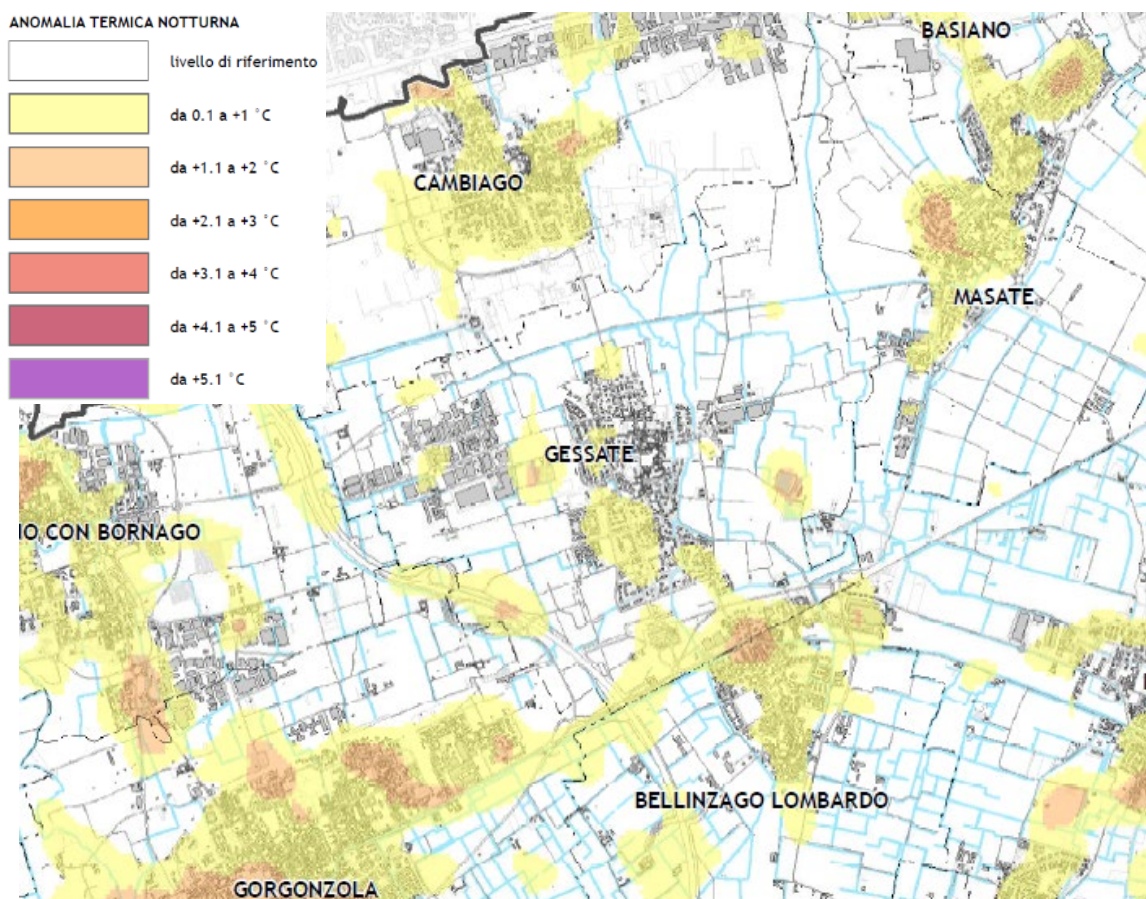 ANOMALIA TERMICA NOTTURNA
livello di riferimento
da 0.1 a +1 °C
da +1.1 a +2 °C
da +2.1 a +3 °C
da +3.1 a +4 °C
da +4.1 a +5 °C
da +5.1 °C
BASIANO
CAMBIAGO
MASATE
GESSATE
IO CON BORNAGO
BELLINZAGO LOMBARDO
GORGONZOLA